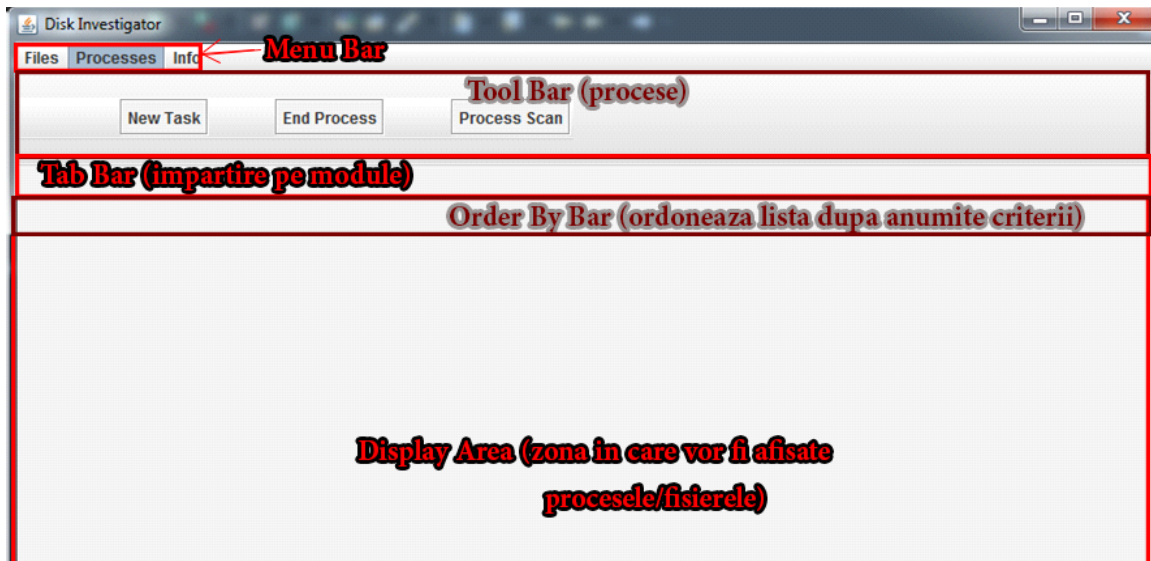 Disk Investigator
Files Processes Info
Menu Bar
Tool Bar (procese)
New Task End Process Process Scan
Tab Bar (impartire pe module)
Order By Bar (ordoneaza lista dupa anumite criterii)
Display Area (zona in care vor fi afisate
procesele/fisierele)